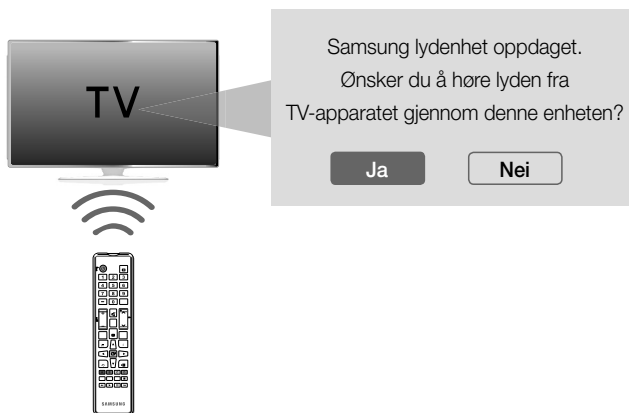 TV
Samsung lydenhet oppdaget.
Ønsker du å høre lyden fra
TV-apparatet gjennom denne enheten?
Ja
Nei
SAMSUNG